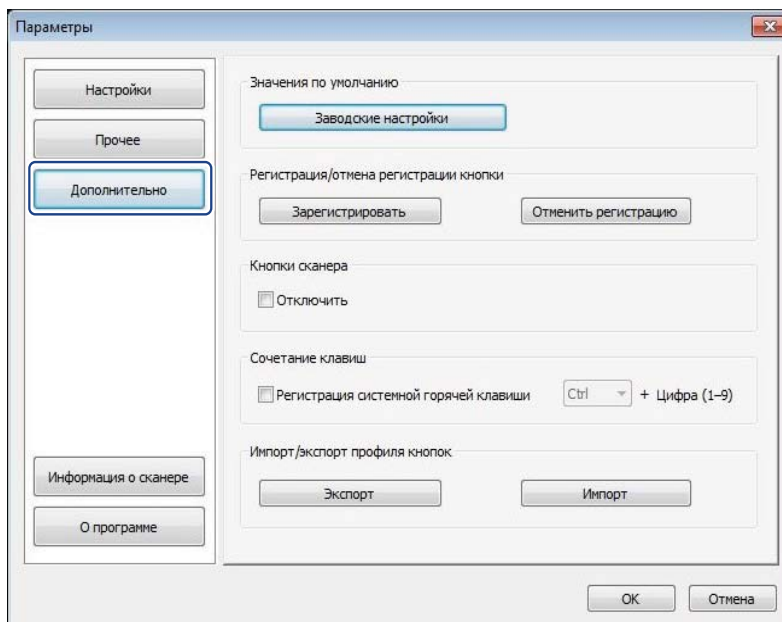 Параметры
Настройки
Прочее
Дополнительно
Информация о сканере
О программе
Значения по умолчанию
Заводские настройки
Регистрация/отмена регистрации кнопки
Зарегистрировать
Отменить регистрацию
Кнопки сканера
Отключить
Сочетание клавиш
Регистрация системной горячей клавиши Ctrl + Цифра (1–9)
Импорт/экспорт профиля кнопок
Экспорт
Импорт
OK
Отмена